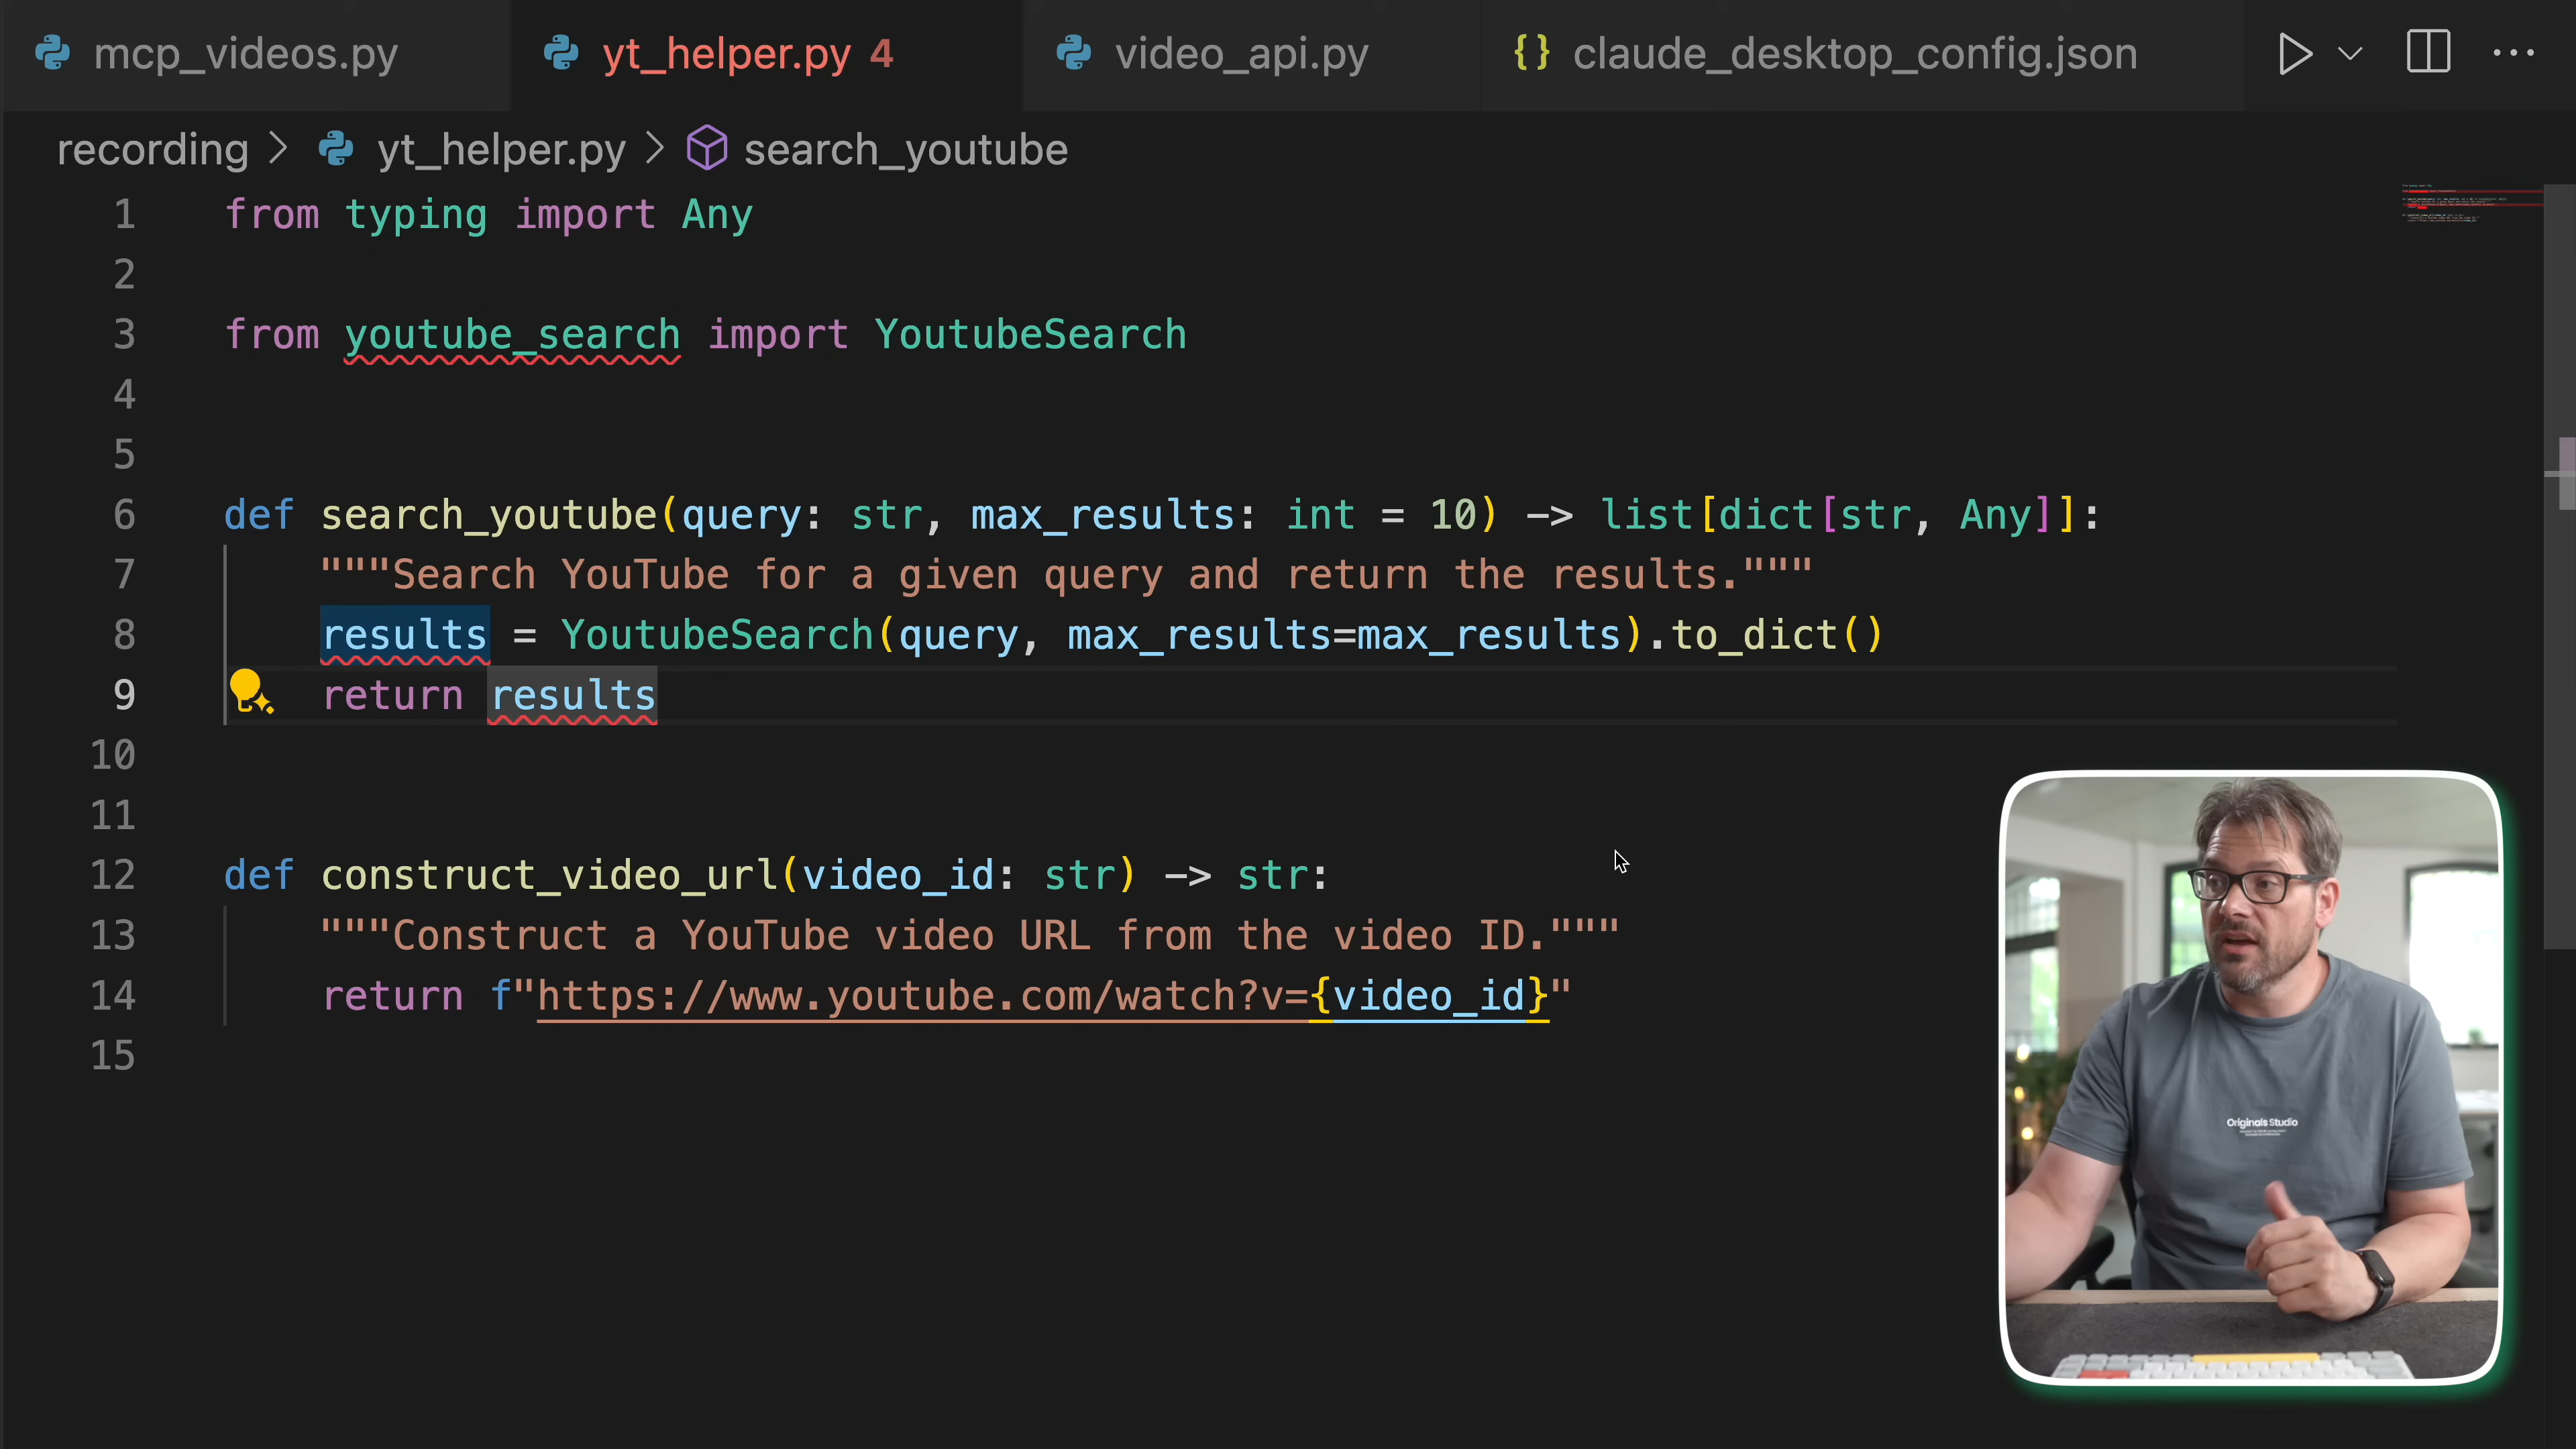 mcp_videos.py
yt_helper.py 4
video_api.py
{} claude_desktop_config.json
recording > yt_helper.py > search_youtube
1 from typing import Any
2
3 from youtube_search import YoutubeSearch
4
5
6 def search_youtube(query: str, max_results: int = 10) -> list[dict[str, Any]]:
7 """Search YouTube for a given query and return the results."""
8 results = YoutubeSearch(query, max_results=max_results).to_dict()
9 return results
10
11
12 def construct_video_url(video_id: str) -> str:
13 """Construct a YouTube video URL from the video ID."""
14 return f"https://www.youtube.com/watch?v={video_id}"
15
Originals Studio